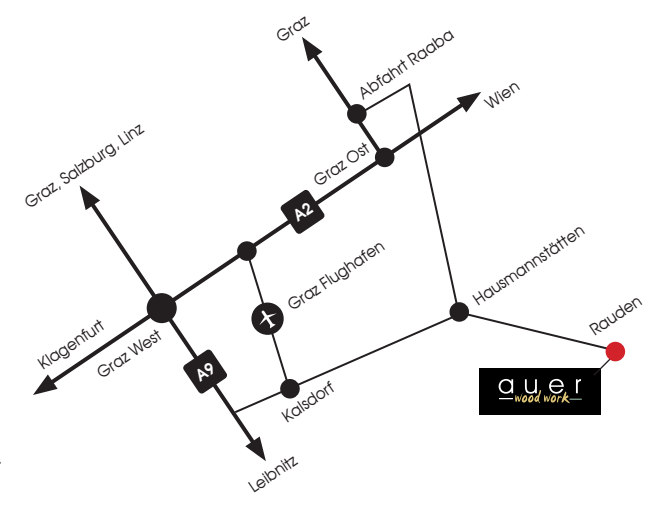 Graz
Abfahrt Raaba
Wien
Graz Ost
Graz, Salzburg, Linz
A2
Graz Flughafen
Hausmannstätten
Rauden
Klagenfurt
Graz West
A9
Kalsdorf
auer
wood work
Leibnitz